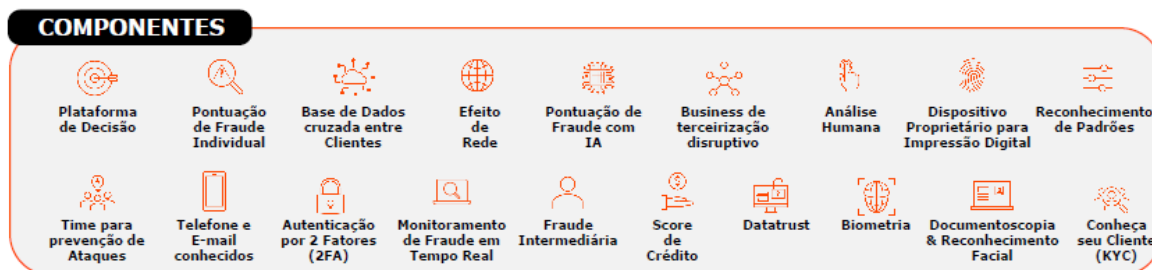 COMPONENTES
Plataforma
de Decisão
Pontuação
de Fraude
Individual
Base de Dados
cruzada entre
Clientes
Efeito
de
Rede
Pontuação de
Fraude com
IA
Business de
terceirização
disruptivo
Análise
Humana
Dispositivo
Proprietário para
Impressão Digital
Reconhecimento
de Padrões
Time para
prevenção de
Ataques
Telefone e
E-mail
conhecidos
Autenticação
por 2 Fatores
(2FA)
Monitoramento
de Fraude em
Tempo Real
Fraude
Intermediária
Score
de
Crédito
Datatrust
Biometria
Documentoscopia
& Reconhecimento
Facial
Conheça
seu Cliente
(KYC)